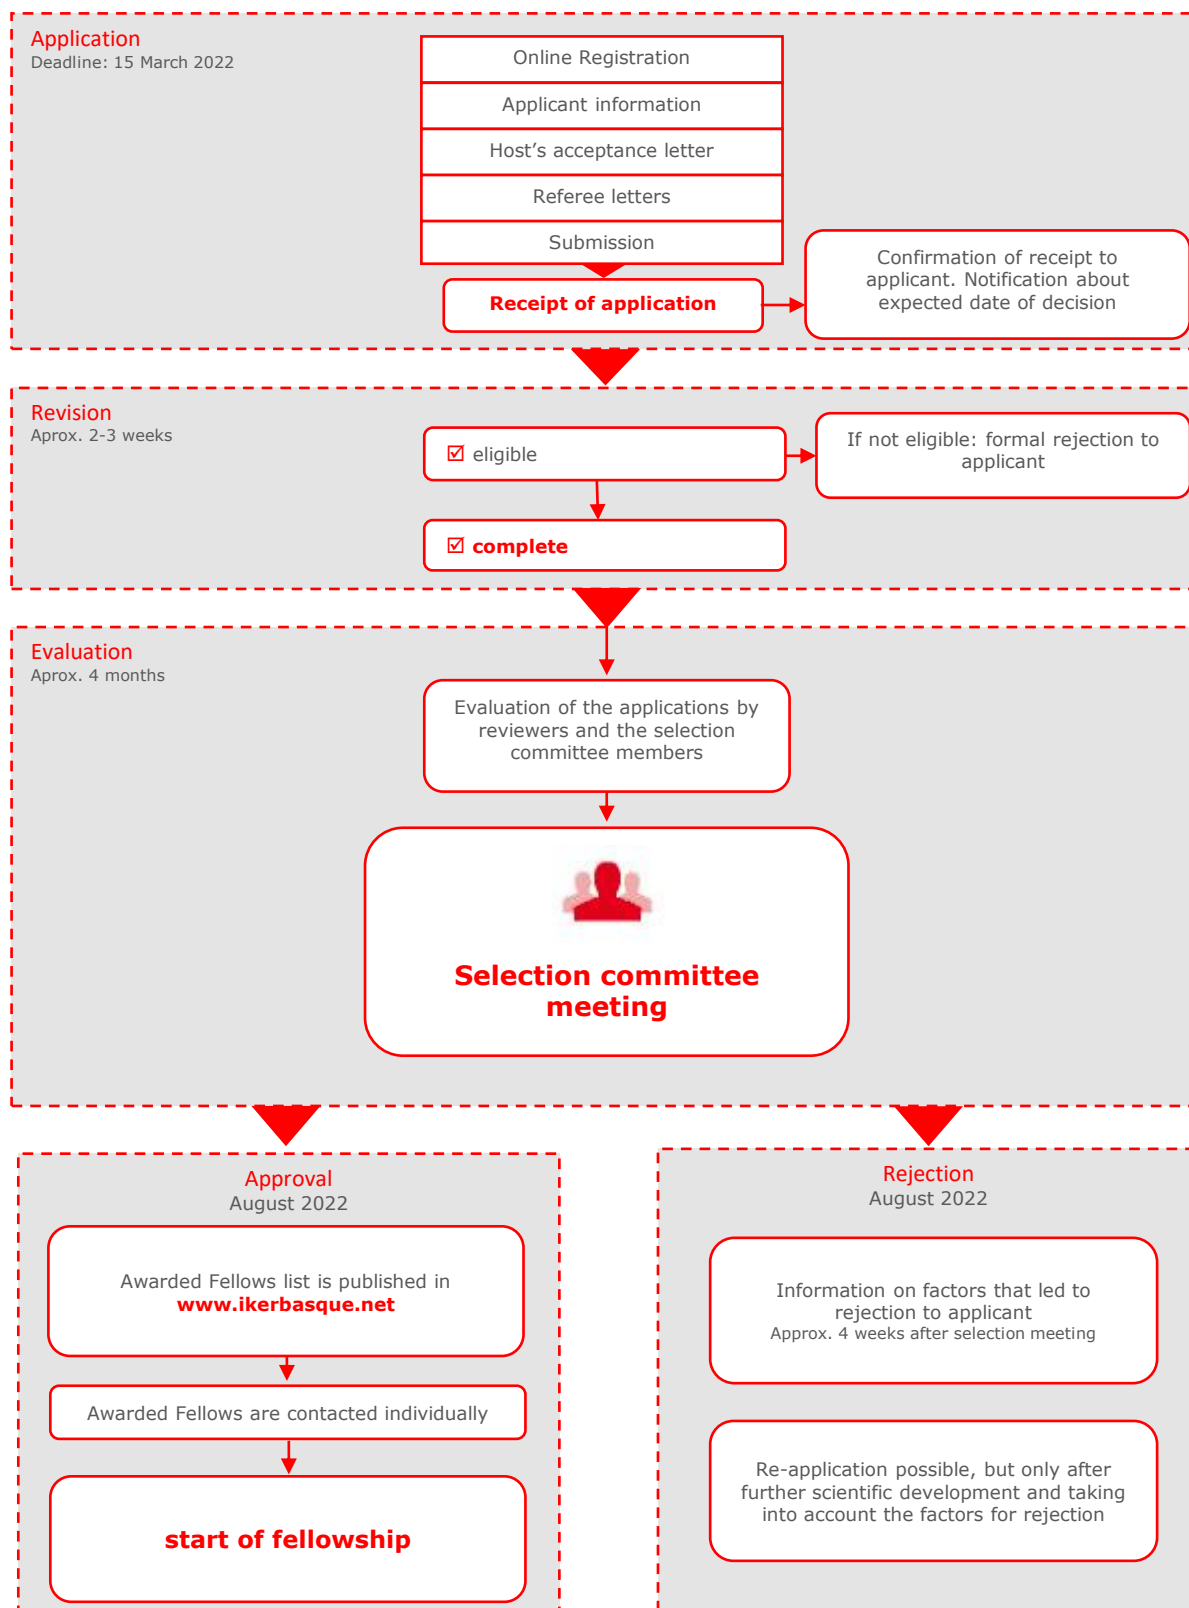 Application
Deadline: 15 March 2022
Online Registration
Applicant information
Host's acceptance letter
Referee letters
Submission
Receipt of application
Confirmation of receipt to
applicant. Notification about
expected date of decision
Revision
Aprox. 2-3 weeks
☑ eligible
If not eligible: formal rejection to
applicant
☑ complete
Evaluation
Aprox. 4 months
Evaluation of the applications by
reviewers and the selection
committee members
Selection committee
meeting
Approval
August 2022
Awarded Fellows list is published in
www.ikerbasque.net
Awarded Fellows are contacted individually
start of fellowship
Rejection
August 2022
Information on factors that led to
rejection to applicant
Approx. 4 weeks after selection meeting
Re-application possible, but only after
further scientific development and taking
into account the factors for rejection